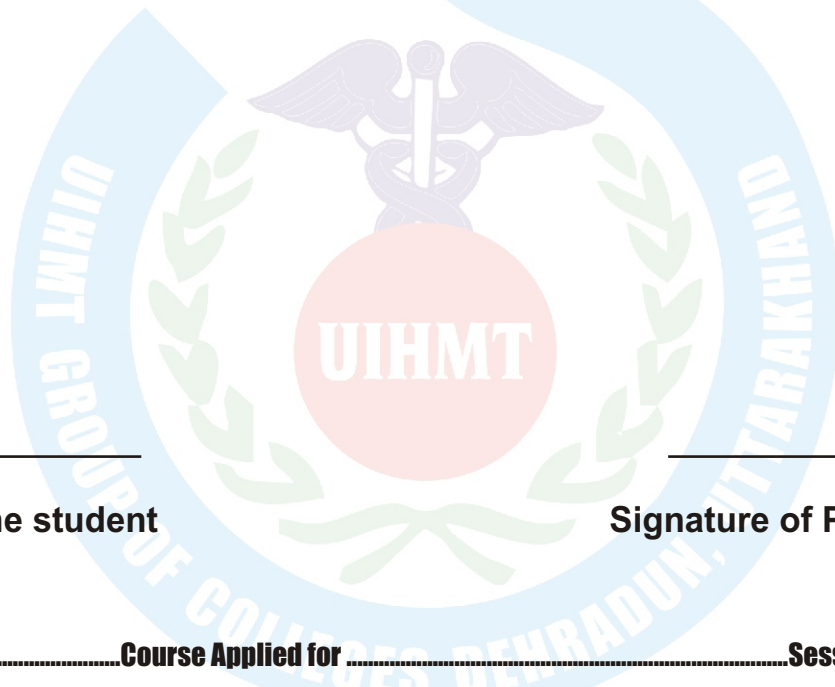 UIHMT GROUP OF COLLEGES DEHRADUN, UTTARAKHAND
UIHMT
he student
Signature of P
....................Course Applied for ....................................................Sess